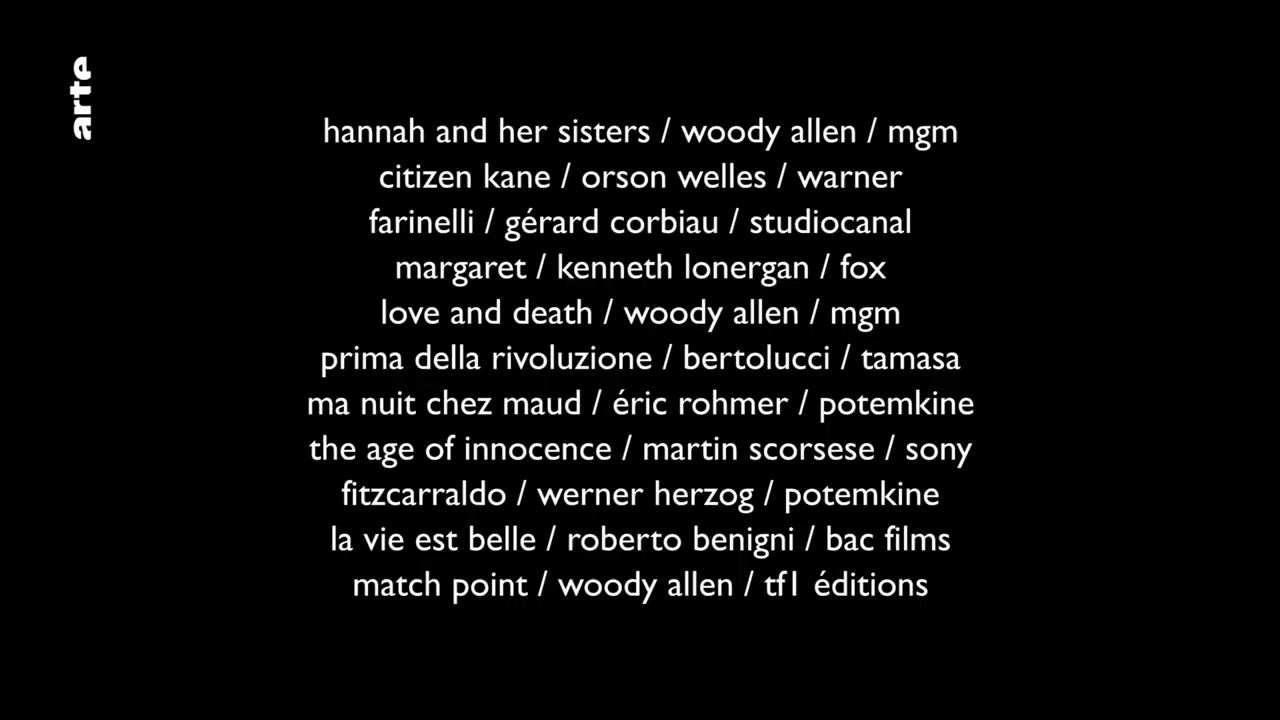 arte
hannah and her sisters / woody allen / mgm
citizen kane / orson welles / warner
farinelli / gérard corbiau / studiocanal
margaret / kenneth lonergan / fox
love and death / woody allen / mgm
prima della rivoluzione / bertolucci / tamasa
ma nuit chez maud / éric rohmer / potemkine
the age of innocence / martin scorsese / sony
fitzcarraldo / werner herzog / potemkine
la vie est belle / roberto benigni / bac films
match point / woody allen / tf1 éditions